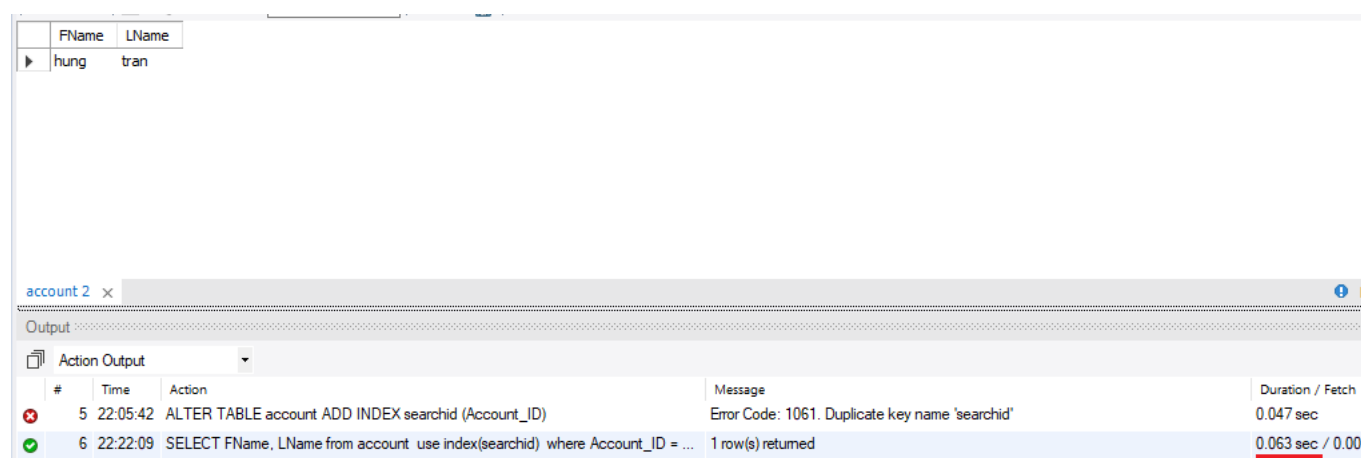 FName LName
hung tran
account 2
Output
Action Output
# Time Action Message Duration / Fetch
5 22:05:42 ALTER TABLE account ADD INDEX searchid (Account_ID) Error Code: 1061. Duplicate key name 'searchid' 0.047 sec
6 22:22:09 SELECT FName, LName from account use index(searchid) where Account_ID = ... 1 row(s) returned 0.063 sec / 0.00